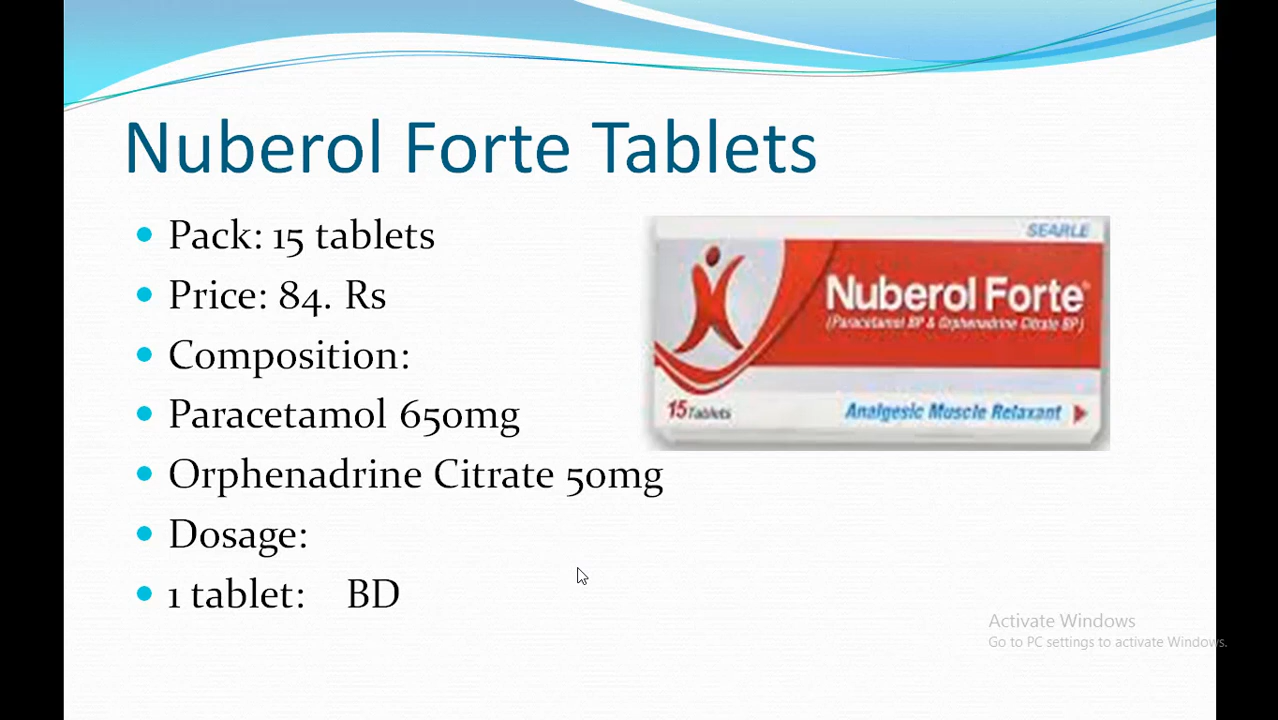 Nuberol Forte Tablets
Pack: 15 tablets
Price: 84. Rs
Composition:
Paracetamol 650mg
Orphenadrine Citrate 50mg
Dosage:
1 tablet: BD
SEARLE
Nuberol Forte®
(Paracetamol BP & Orphenadrine Citrate BP)
15 Tablets
Analgesic Muscle Relaxant
Activate Windows
Go to PC settings to activate Windows.